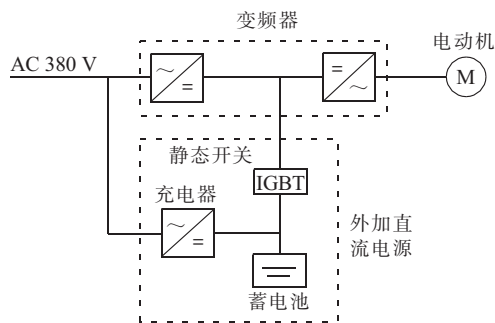 变频器
电动机
AC 380 V
~
=
=
~
M
静态开关
IGBT
充电器
~
=
外加直
流电源
蓄电池